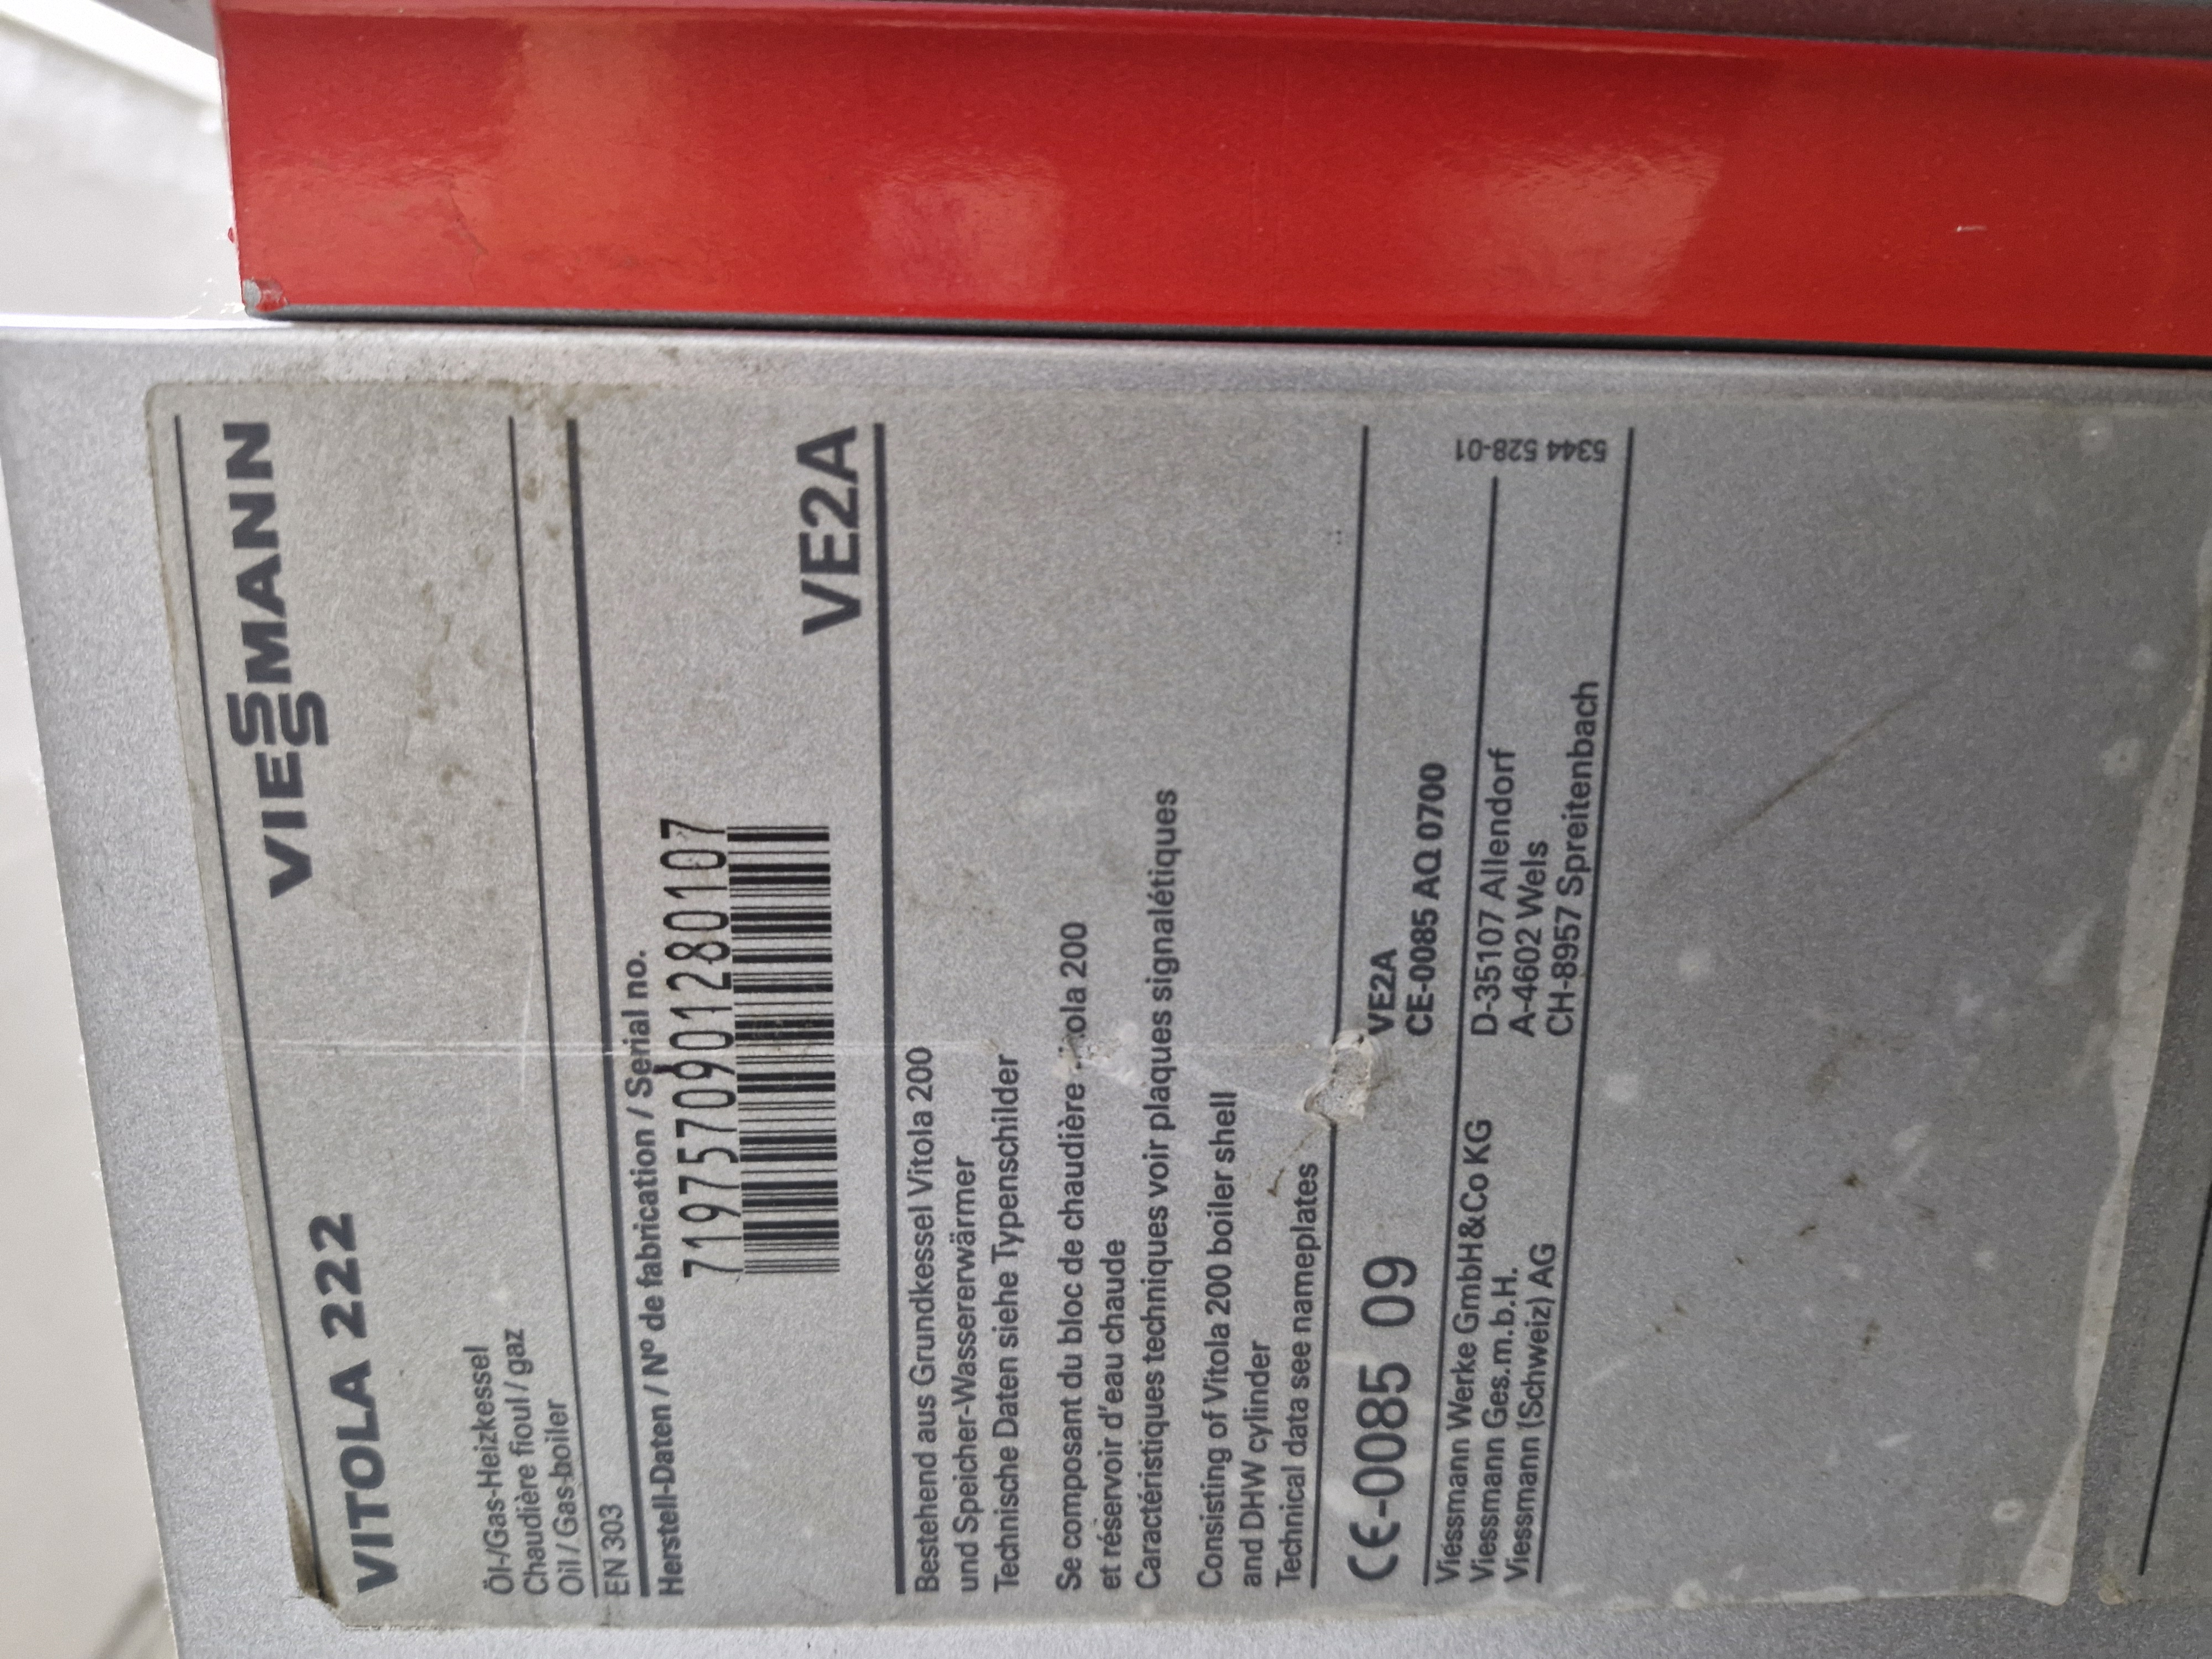 VITOLA 222 VIESSMANN
Öl-/Gas-Heizkessel
Chaudière fioul / gaz
Oil / Gas-boiler
EN 303
Herstell-Daten / Nº de fabrication / Serial no.
7197570901280107
VE2A
Bestehend aus Grundkessel Vitola 200
und Speicher-Wassererwärmer
Technische Daten siehe Typenschilder
Se composant du bloc de chaudière 200
et réservoir d'eau chaude
Caractéristiques techniques voir plaques signalétiques
Consisting of Vitola 200 boiler shell
and DHW cylinder
Technical data see nameplates
CE-0085 09
VE2A
CE-0085 AQ 0700
Viessmann Werke GmbH&Co KG D-35107 Allendorf
Viessmann Ges.m.b.H. A-4602 Wels
Viessmann (Schweiz) AG CH-8957 Spreitenbach
5344 528-01